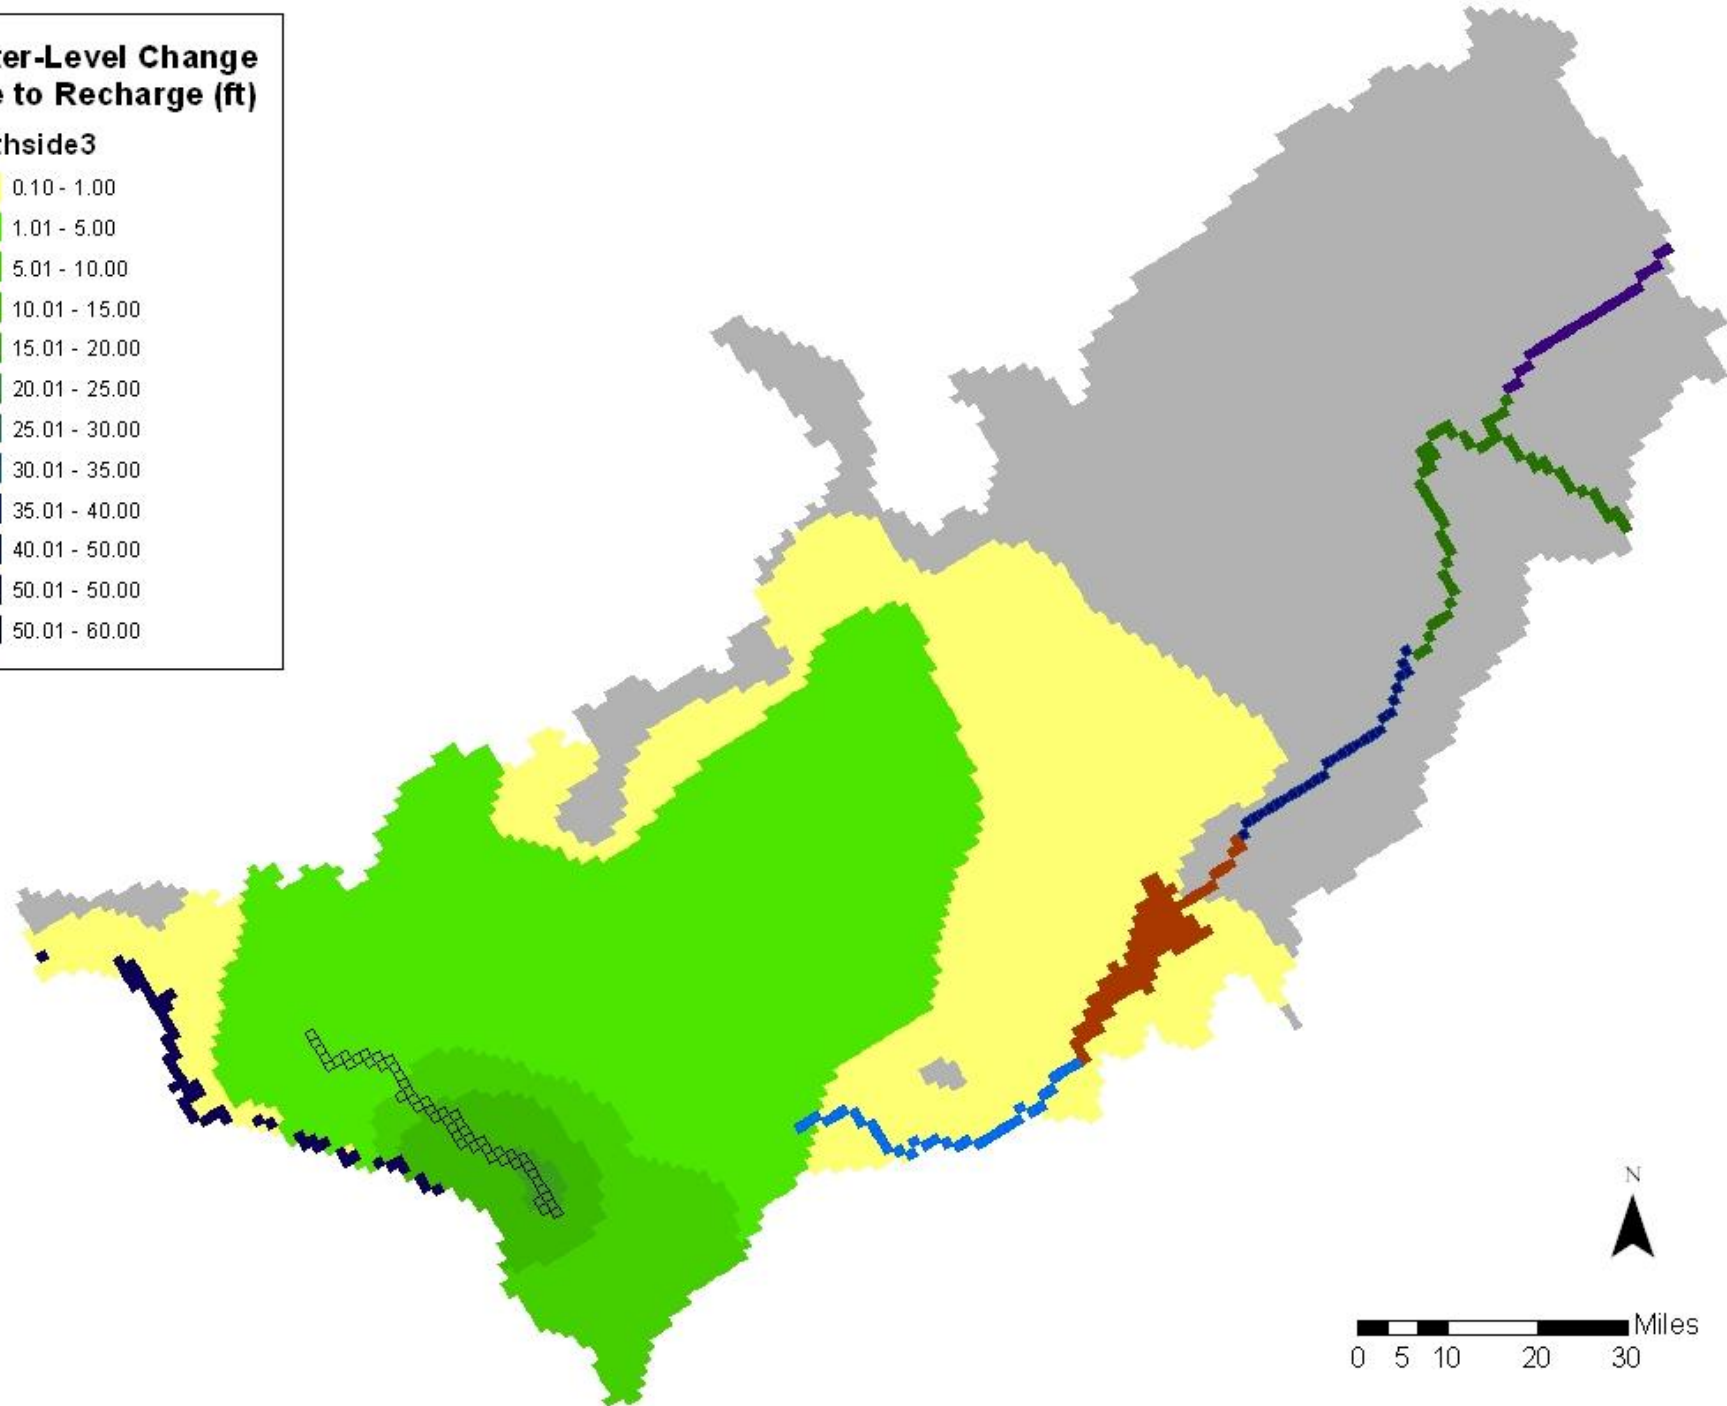 ter-Level Change
e to Recharge (ft)
thside3
0.10 - 1.00
1.01 - 5.00
5.01 - 10.00
10.01 - 15.00
15.01 - 20.00
20.01 - 25.00
25.01 - 30.00
30.01 - 35.00
35.01 - 40.00
40.01 - 50.00
50.01 - 50.00
50.01 - 60.00
N
Miles
0 5 10 20 30